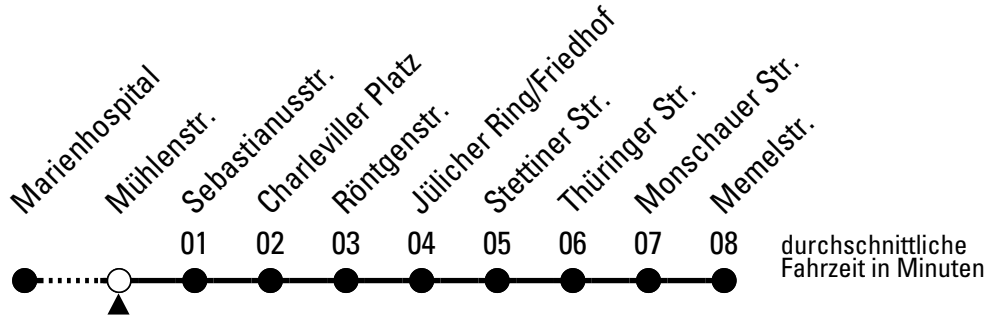 Marienhospital
Mühlenstr.
Sebastianusstr.
Charleviller Platz
Röntgenstr.
Jülicher Ring/Friedhof
Stettiner Str.
Thüringer Str.
Monschauer Str.
Memelstr.
01 02 03 04 05 06 07 08
durchschnittliche
Fahrzeit in Minuten